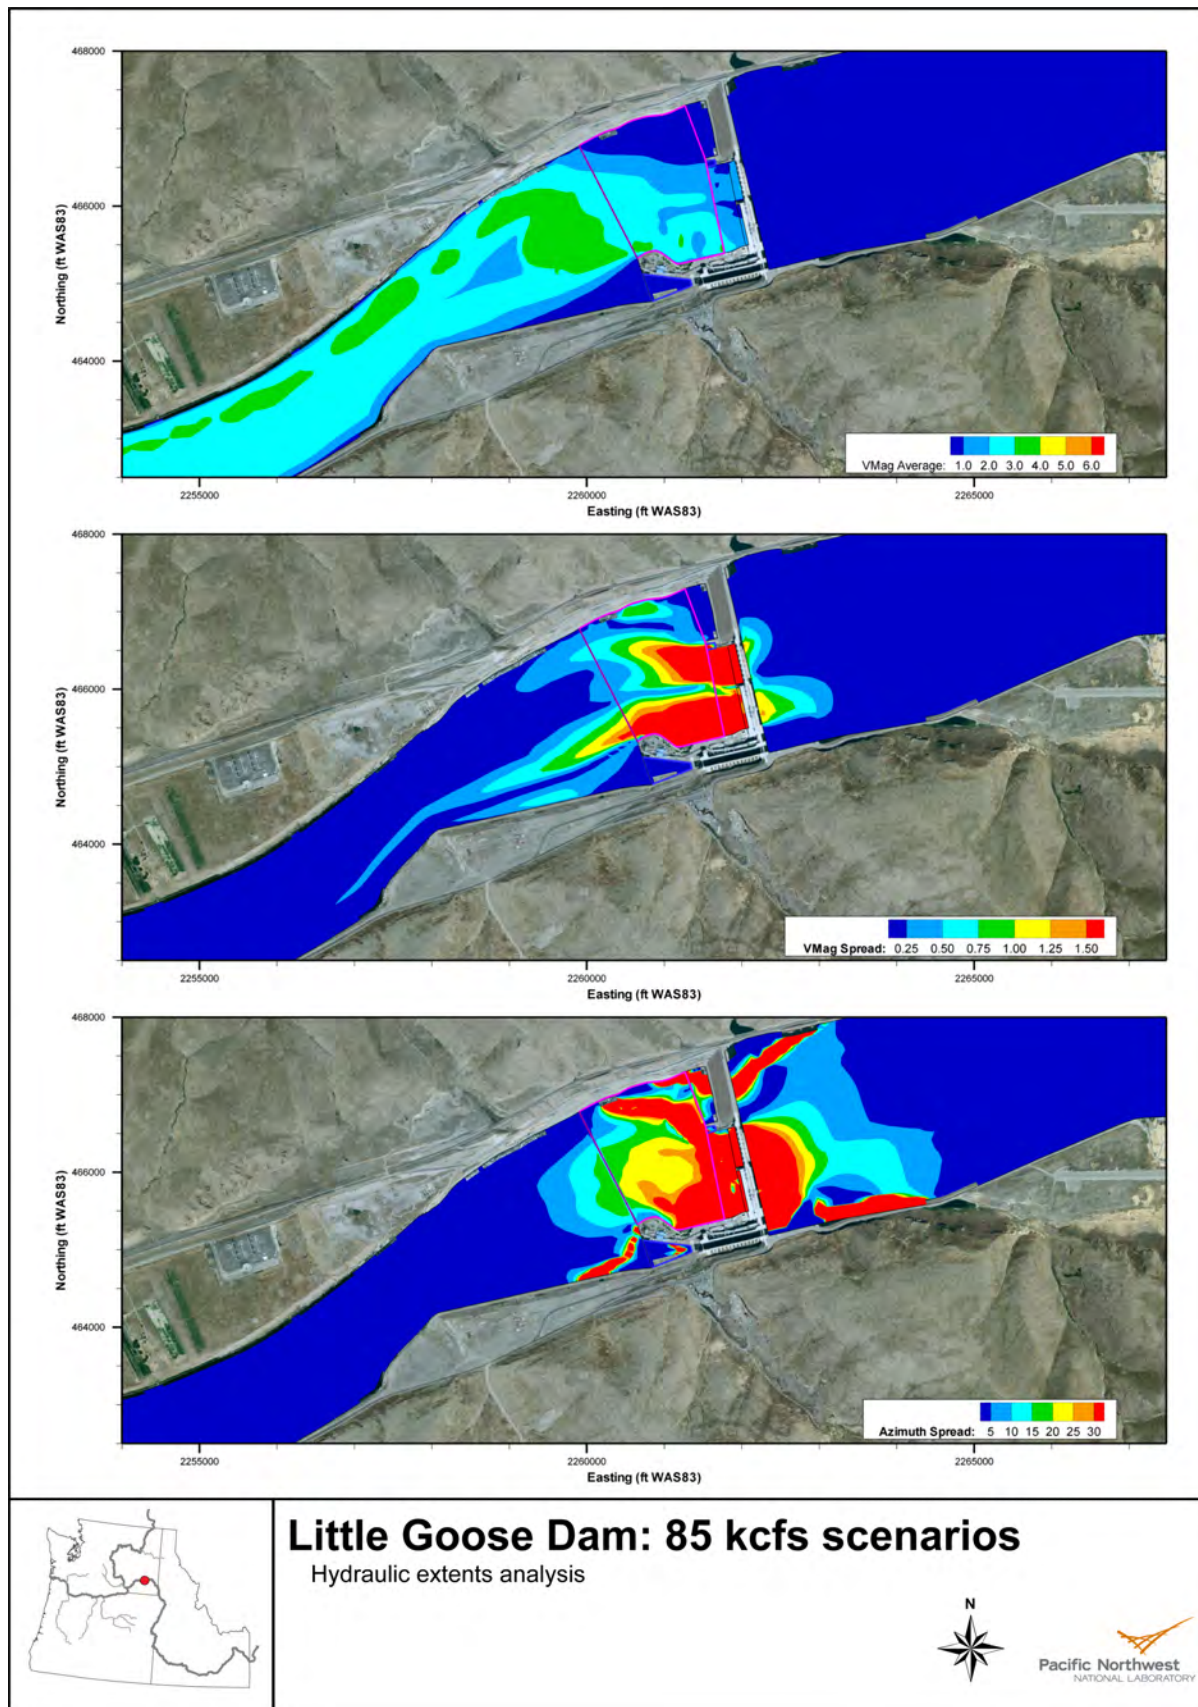 468000
466000
464000
Northing (ft WAS83)
VMag Average: 1.0 2.0 3.0 4.0 5.0 6.0
2255000 2260000 2265000
Easting (ft WAS83)
468000
466000
464000
Northing (ft WAS83)
VMag Spread: 0.25 0.50 0.75 1.00 1.25 1.50
2255000 2260000 2265000
Easting (ft WAS83)
468000
466000
464000
Northing (ft WAS83)
Azimuth Spread: 5 10 15 20 25 30
2255000 2260000 2265000
Easting (ft WAS83)
Little Goose Dam: 85 kcfs scenarios
Hydraulic extents analysis
N
Pacific Northwest
NATIONAL LABORATORY